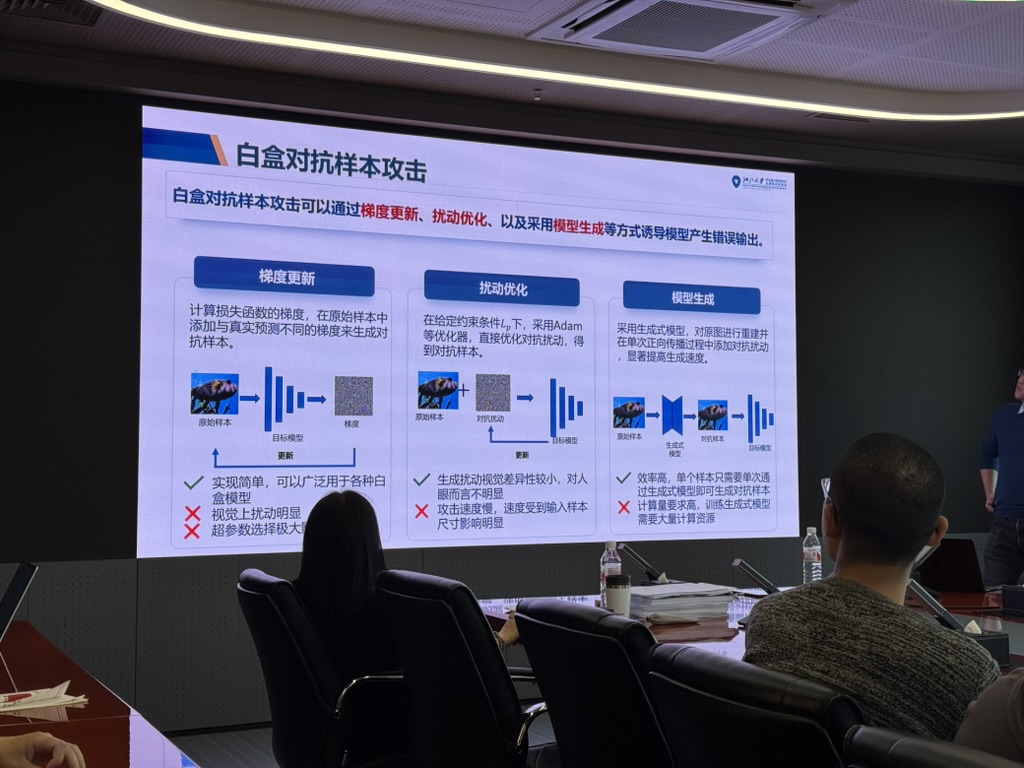 白盒对抗样本攻击
浙江大学
白盒对抗样本攻击可以通过梯度更新、扰动优化、以及采用模型生成等方式诱导模型产生错误输出。
梯度更新
计算损失函数的梯度，在原始样本中
添加与真实预测不同的梯度来生成对
抗样本。
原始样本
目标模型
梯度
更新
实现简单，可以广泛用于各种白
盒模型
视觉上扰动明显
超参数选择极大
扰动优化
在给定约束条件Lp下，采用Adam
等优化器，直接优化对抗扰动，得
到对抗样本。
+
原始样本
对抗扰动
目标模型
更新
生成扰动视觉差异性较小，对人
眼而言不明显
攻击速度慢，速度受到输入样本
尺寸影响明显
模型生成
采用生成式模型，对原图进行重建并
在单次正向传播过程中添加对抗扰动
，显著提高生成速度。
原始样本
生成式
模型
对抗样本
目标模型
效率高，单个样本只需要单次通
过生成式模型即可生成对抗样本
计算量要求高，训练生成式模型
需要大量计算资源